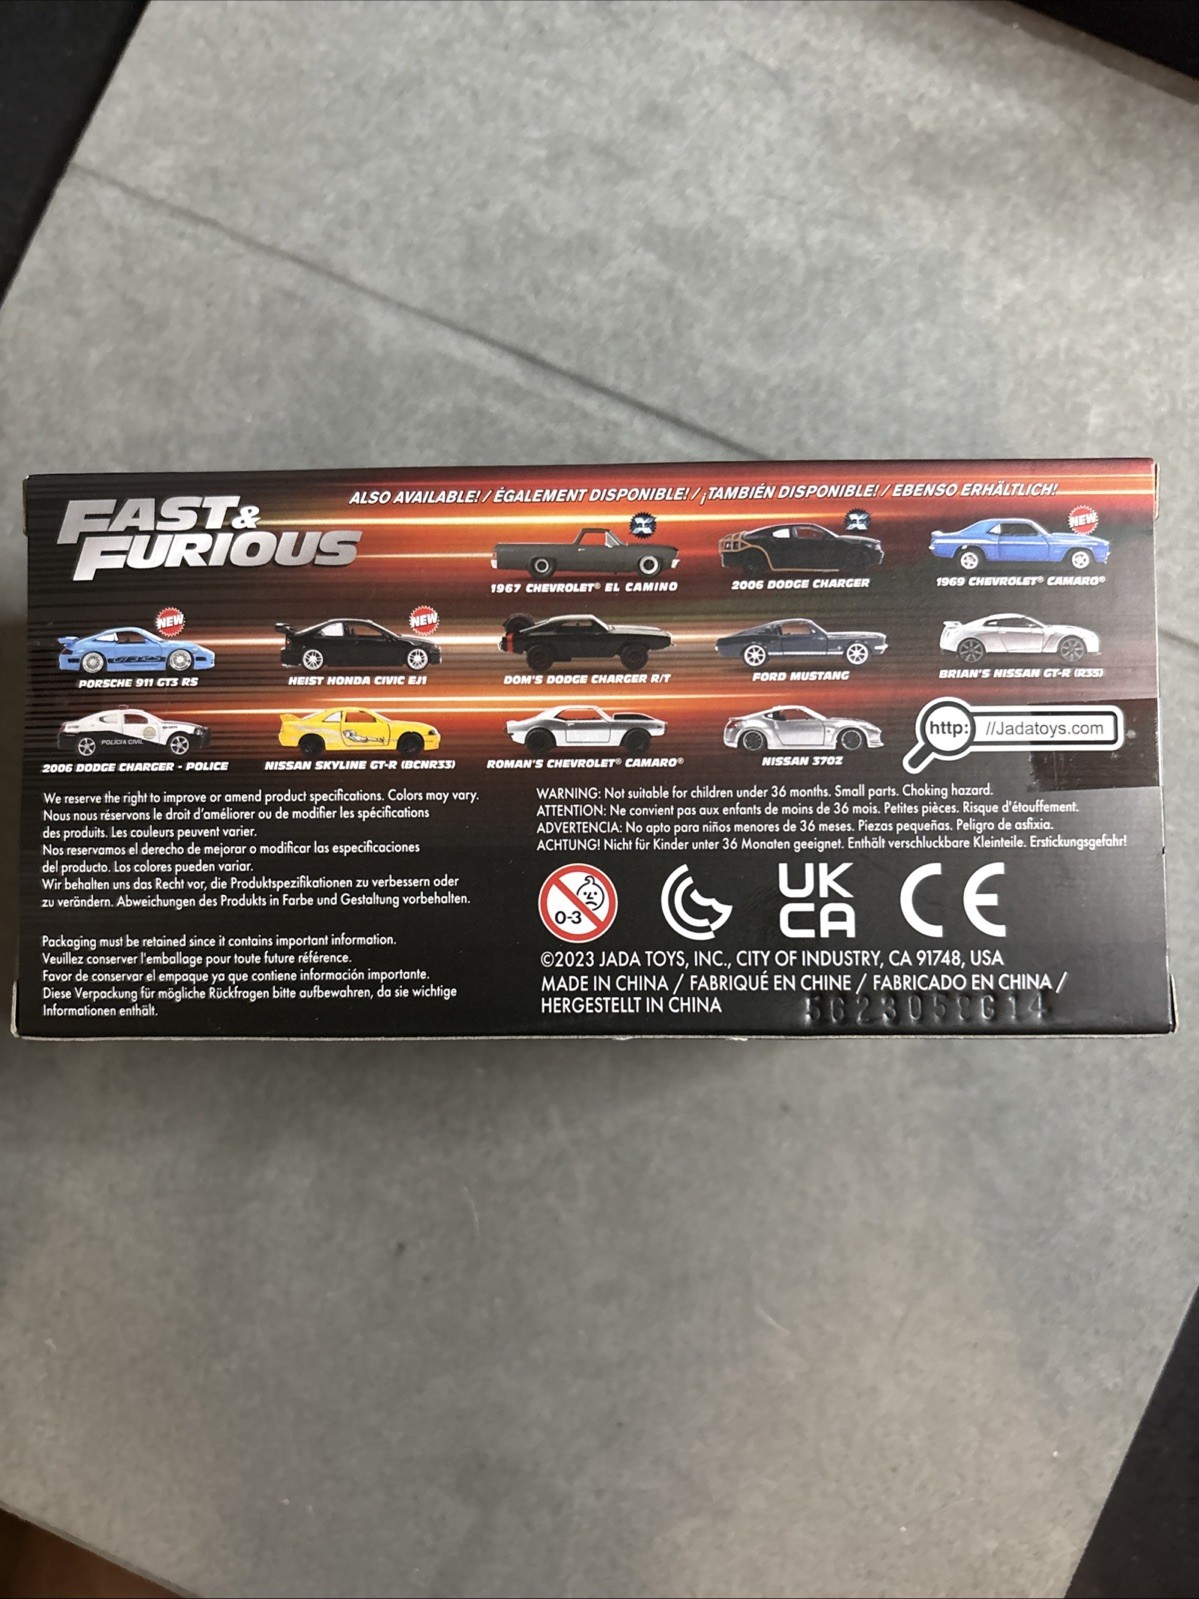 FAST &
FURIOUS
ALSO AVAILABLE! / ÉGALEMENT DISPONIBLE! / ¡TAMBIÉN DISPONIBLE! / EBENSO ERHÄLTLICH!
1967 CHEVROLET® EL CAMINO
2006 DODGE CHARGER
NEW
1969 CHEVROLET® CAMARO®
NEW
PORSCHE 911 GT3 RS
NEW
HEIST HONDA CIVIC EJ1
DOM'S DODGE CHARGER R/T
FORD MUSTANG
BRIAN'S NISSAN GT-R (R35)
POLÍCIA CIVIL
2006 DODGE CHARGER - POLICE
NISSAN SKYLINE GT-R (BCNR33)
ROMAN'S CHEVROLET® CAMARO®
NISSAN 370Z
http: //Jadatoys.com
We reserve the right to improve or amend product specifications. Colors may vary.
Nous nous réservons le droit d'améliorer ou de modifier les spécifications
des produits. Les couleurs peuvent varier.
Nos reservamos el derecho de mejorar o modificar las especificaciones
del producto. Los colores pueden variar.
Wir behalten uns das Recht vor, die Produktspezifikationen zu verbessern oder
zu verändern. Abweichungen des Produkts in Farbe und Gestaltung vorbehalten.
Packaging must be retained since it contains important information.
Veuillez conserver l'emballage pour toute future référence.
Favor de conservar el empaque ya que contiene información importante.
Diese Verpackung für mögliche Rückfragen bitte aufbewahren, da sie wichtige
Informationen enthält.
WARNING: Not suitable for children under 36 months. Small parts. Choking hazard.
ATTENTION: Ne convient pas aux enfants de moins de 36 mois. Petites pièces. Risque d'étouffement.
ADVERTENCIA: No apto para niños menores de 36 meses. Piezas pequeñas. Peligro de asfixia.
ACHTUNG! Nicht für Kinder unter 36 Monaten geeignet. Enthält verschluckbare Kleinteile. Erstickungsgefahr!
0-3
UK
CA
CE
©2023 JADA TOYS, INC., CITY OF INDUSTRY, CA 91748, USA
MADE IN CHINA / FABRIQUÉ EN CHINE / FABRICADO EN CHINA /
HERGESTELLT IN CHINA